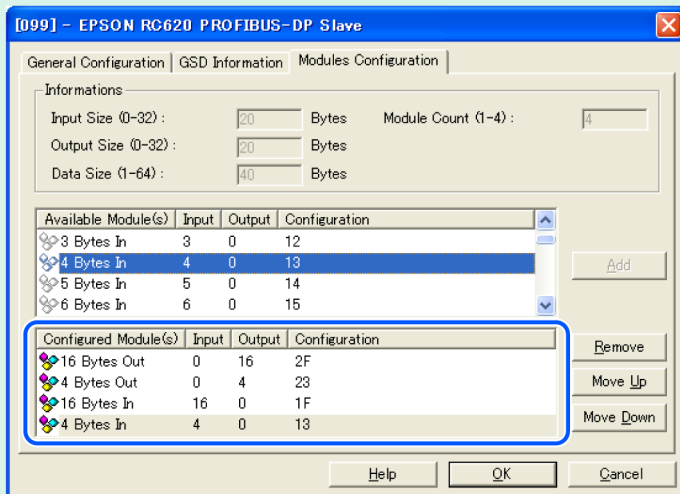 [099] - EPSON RC620 PROFIBUS-DP Slave
General Configuration GSD Information Modules Configuration
Informations
Input Size (0-32) : 20 Bytes Module Count (1-4) : 4
Output Size (0-32) : 20 Bytes
Data Size (1-64) : 40 Bytes
Available Module(s) Input Output Configuration
3 Bytes In 3 0 12
4 Bytes In 4 0 13
5 Bytes In 5 0 14
6 Bytes In 6 0 15
Add
Configured Module(s) Input Output Configuration
16 Bytes Out 0 16 2F
4 Bytes Out 0 4 23
16 Bytes In 16 0 1F
4 Bytes In 4 0 13
Remove
Move Up
Move Down
Help OK Cancel